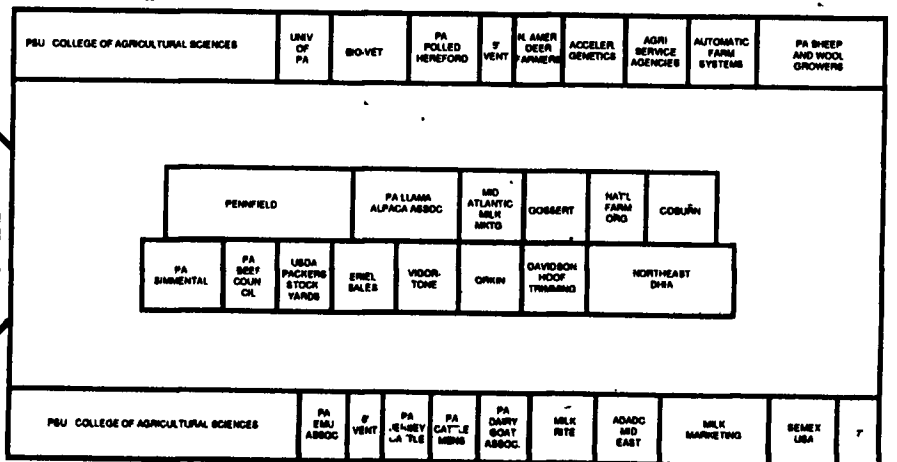 PSU COLLEGE OF AGRICULTURAL SCIENCES
UNIV
OF
PA
BIO-VET
PA
POLLED
HEREFORD
5'
VENT
N. AMER
DEER
FARMERS
ACCELER.
GENETICS
AGRI
SERVICE
AGENCIES
AUTOMATIC
FARM
SYSTEMS
PA SHEEP
AND WOOL
GROWERS
PENNFIELD
PA LLAMA
ALPACA ASSOC
MID
ATLANTIC
MILK
MKTG
GOSSERT
NAT'L
FARM
ORG
COBURN
PA
SIMMENTAL
PA
BEEF
COUN
CIL
USDA
PACKERS
STOCK
YARDS
ERIEL
SALES
VIGOR-
TONE
ORKIN
DAVIDSON
HOOF
TRIMMING
NORTHEAST
DHIA
PSU COLLEGE OF AGRICULTURAL SCIENCES
PA
EMU
ASSOC
5'
VENT
PA
PA
MENS
PA
DAIRY
GOAT
ASSOC.
MILK
RITE
ADADC
MID
EAST
MILK
MARKETING
SEMEX
USA
7'